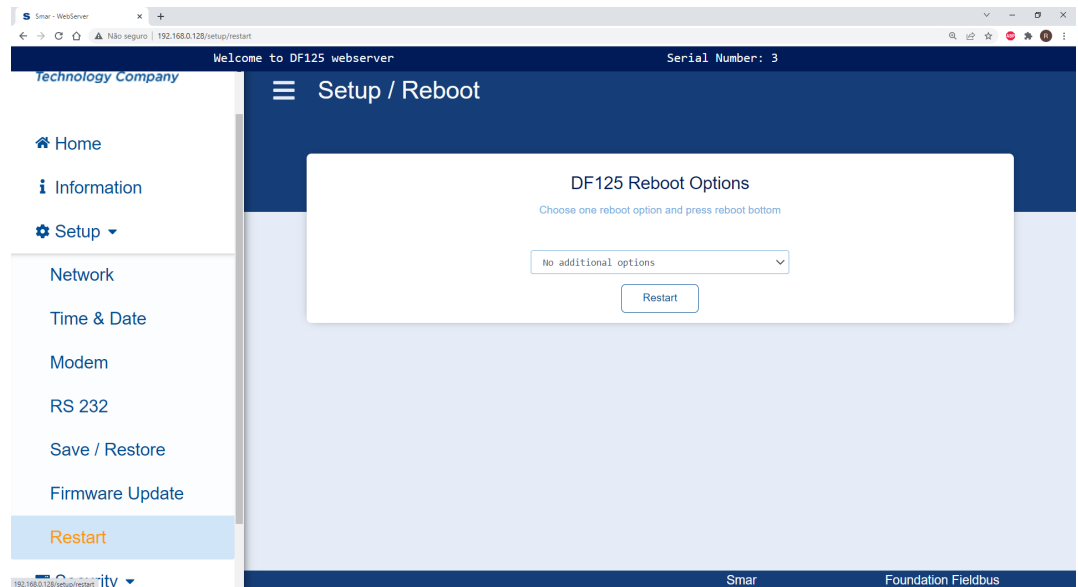 Smar - WebServer
Não seguro | 192.168.0.128/setup/restart
Welcome to DF125 webserver
Serial Number: 3
Technology Company
Setup / Reboot
Home
Information
Setup
Network
Time & Date
Modem
RS 232
Save / Restore
Firmware Update
Restart
DF125 Reboot Options
Choose one reboot option and press reboot bottom
No additional options
Restart
192.168.0.128/setup/restart
Smar
Foundation Fieldbus